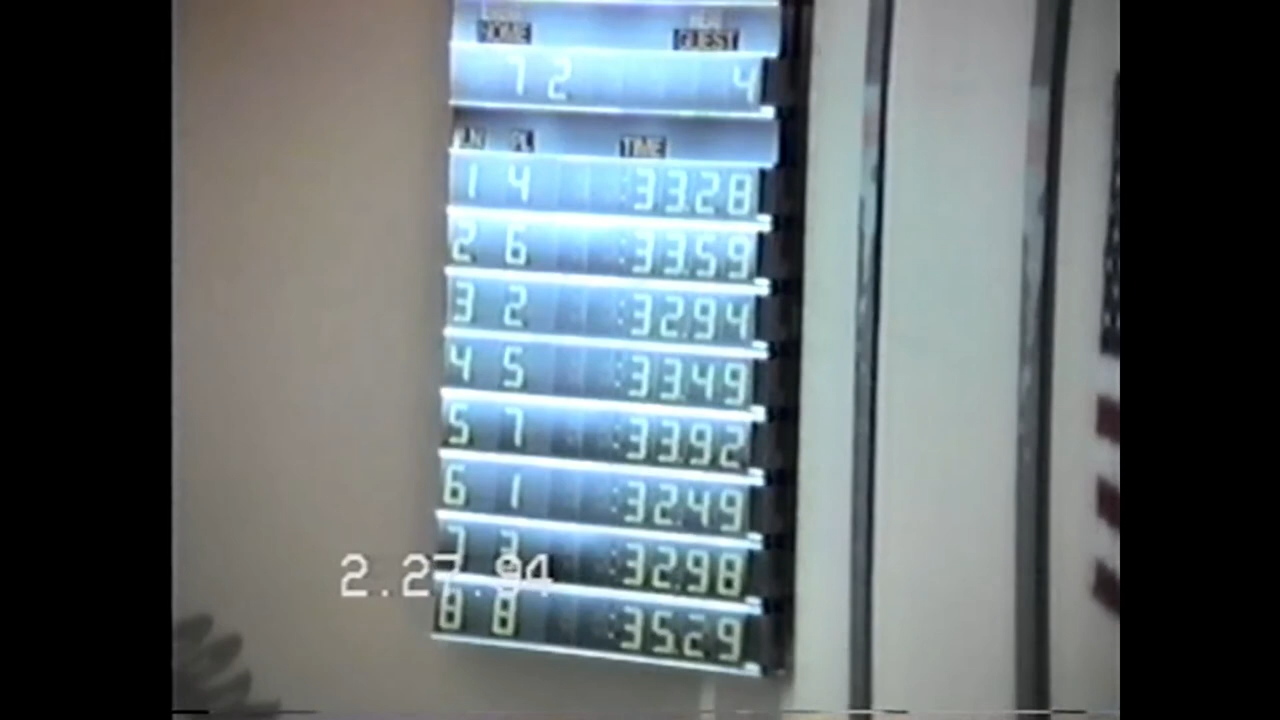 HOME GUEST
72 4
LN PL TIME
1 4 :33.28
2 6 :33.59
3 2 :32.94
4 5 :33.49
5 7 :33.92
6 1 :32.49
7 3 :32.98
2.27.94
8 8 :35.29